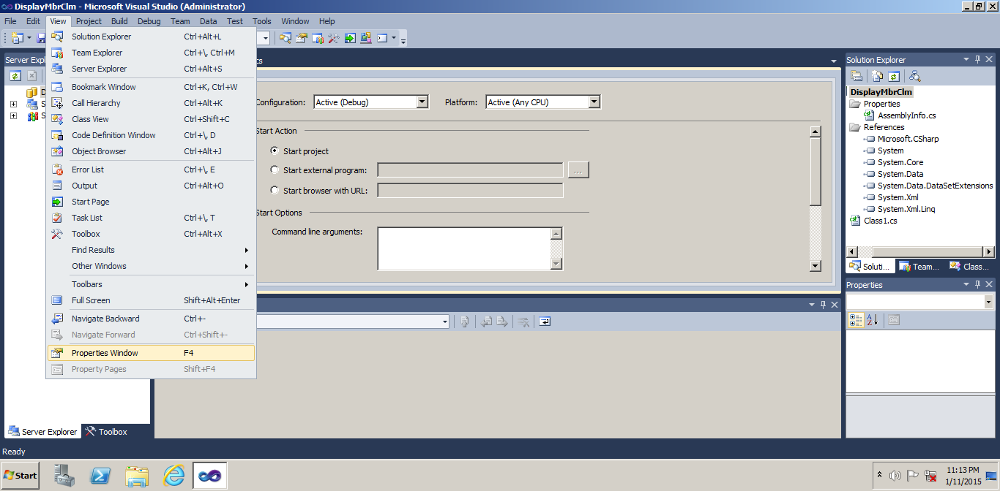 DisplayMbrClm - Microsoft Visual Studio (Administrator)
File Edit View Project Build Debug Team Data Test Tools Window Help
Server Expl
Solution Explorer Ctrl+Alt+L
Team Explorer Ctrl+\, Ctrl+M
Server Explorer Ctrl+Alt+S
Bookmark Window Ctrl+K, Ctrl+W
Call Hierarchy Ctrl+Alt+K
Class View Ctrl+Shift+C
Code Definition Window Ctrl+\, D
Object Browser Ctrl+Alt+J
Error List Ctrl+\, E
Output Ctrl+Alt+O
Start Page
Task List Ctrl+\, T
Toolbox Ctrl+Alt+X
Find Results
Other Windows
Toolbars
Full Screen Shift+Alt+Enter
Navigate Backward Ctrl+-
Navigate Forward Ctrl+Shift+-
Properties Window F4
Property Pages Shift+F4
D
S
S
cs
Configuration: Active (Debug) Platform: Active (Any CPU)
Start Action
Start project
Start external program: ...
Start browser with URL:
Start Options
Command line arguments:
Solution Explorer
DisplayMbrClm
Properties
AssemblyInfo.cs
References
Microsoft.CSharp
System
System.Core
System.Data
System.Data.DataSetExtensions
System.Xml
System.Xml.Linq
Class1.cs
Soluti... Team... Class...
Properties
Server Explorer Toolbox
Ready
Start
11:13 PM
1/11/2015